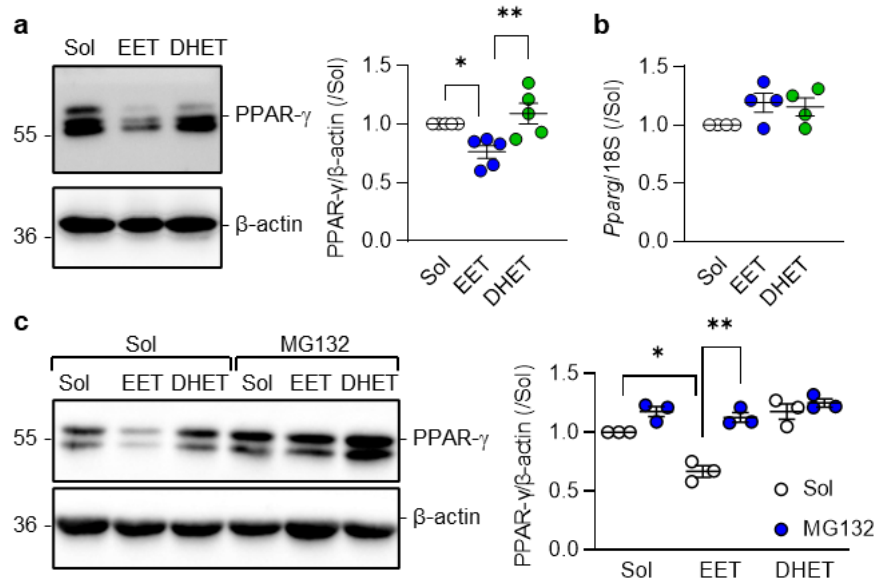 a
Sol EET DHET
PPAR-γ
55
β-actin
36
PPAR-γ/β-actin (/Sol)
1.5
1.0
0.5
0.0
*
**
Sol
EET
DHET
b
Pparg/18S (/Sol)
1.5
1.0
0.5
0.0
Sol
EET
DHET
c
Sol MG132
Sol EET DHET Sol EET DHET
55
PPAR-γ
36
β-actin
PPAR-γ/β-actin (/Sol)
1.5
1.0
0.5
0.0
*
**
Sol
MG132
Sol EET DHET